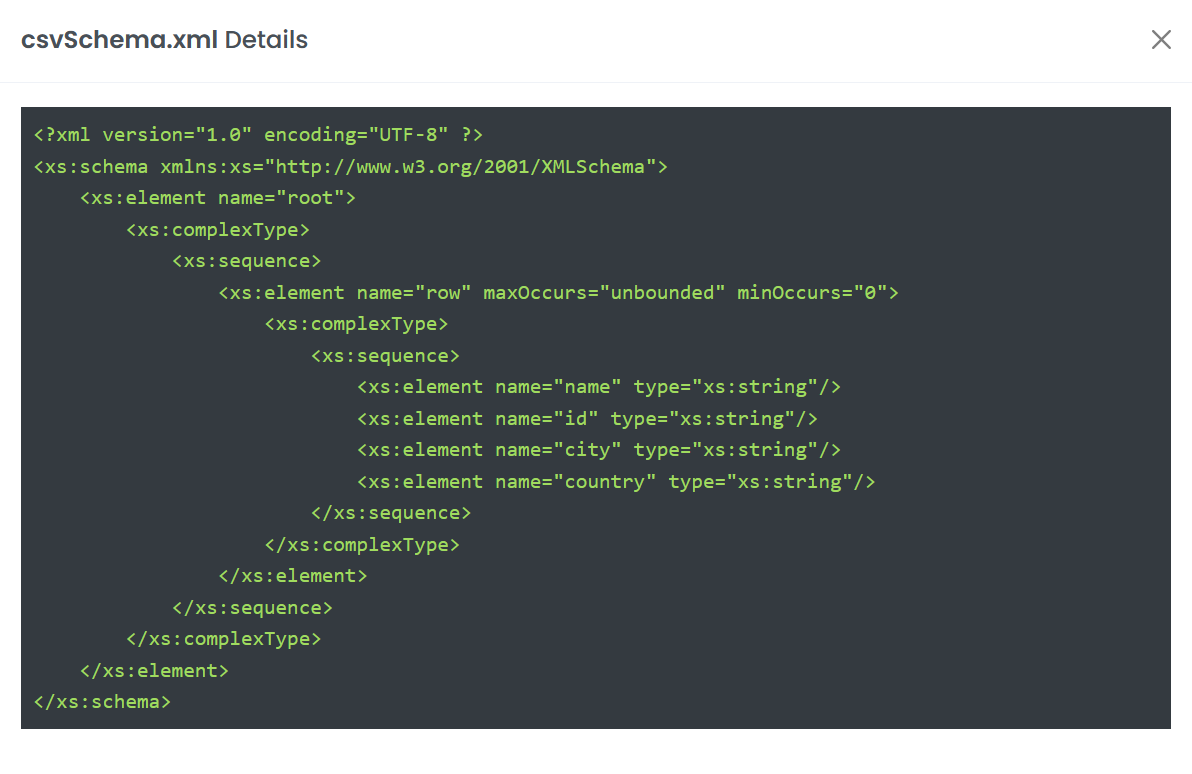 csvSchema.xml Details
<?xml version="1.0" encoding="UTF-8" ?>
<xs:schema xmlns:xs="http://www.w3.org/2001/XMLSchema">
    <xs:element name="root">
        <xs:complexType>
            <xs:sequence>
                <xs:element name="row" maxOccurs="unbounded" minOccurs="0">
                    <xs:complexType>
                        <xs:sequence>
                            <xs:element name="name" type="xs:string"/>
                            <xs:element name="id" type="xs:string"/>
                            <xs:element name="city" type="xs:string"/>
                            <xs:element name="country" type="xs:string"/>
                        </xs:sequence>
                    </xs:complexType>
                </xs:element>
            </xs:sequence>
        </xs:complexType>
    </xs:element>
</xs:schema>